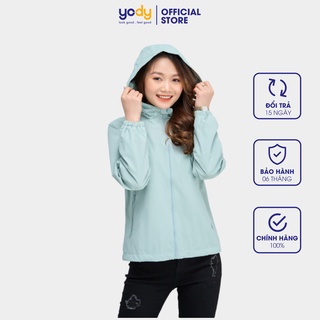 yody
look good . feel good
OFFICIAL
STORE
ĐỔI TRẢ
15 NGÀY
BẢO HÀNH
06 THÁNG
CHÍNH HÃNG
100%